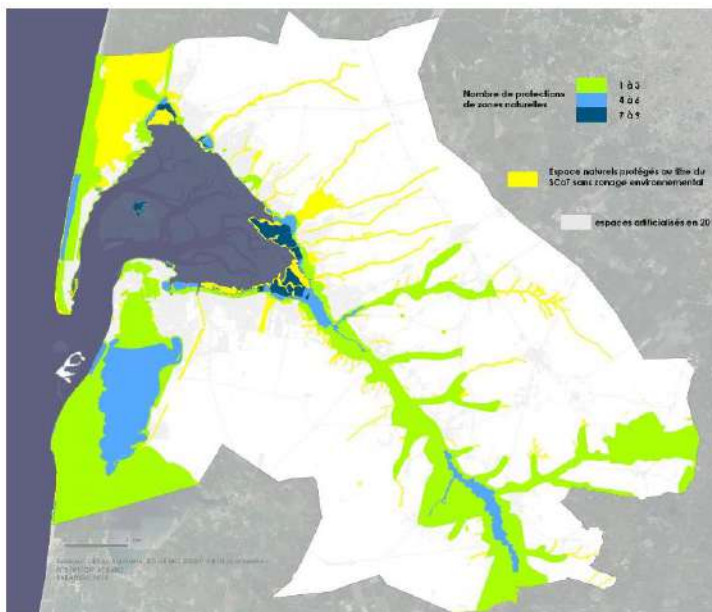 Nombre de protections
de zones naturelles
1 à 3
4 à 6
7 à 9
Espace naturels protégés au titre du
SCoT sans zonage environnemental
espaces artificialisés en 20